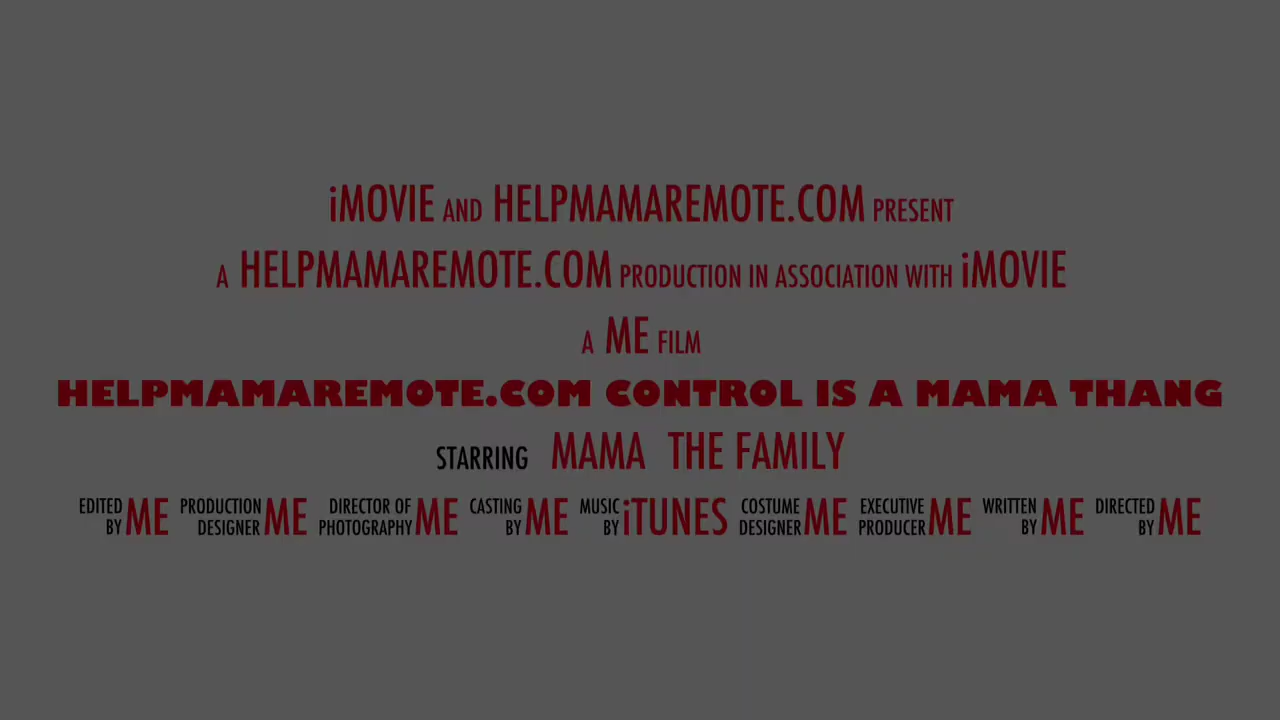 iMOVIE AND HELPMAMAREMOTE.COM PRESENT
A HELPMAMAREMOTE.COM PRODUCTION IN ASSOCIATION WITH iMOVIE
A ME FILM
HELPMAMAREMOTE.COM CONTROL IS A MAMA THANG
STARRING MAMA THE FAMILY
EDITED BY ME PRODUCTION DESIGNER ME DIRECTOR OF PHOTOGRAPHY ME CASTING BY ME MUSIC BY iTUNES COSTUME DESIGNER ME EXECUTIVE PRODUCER ME WRITTEN BY ME DIRECTED BY ME